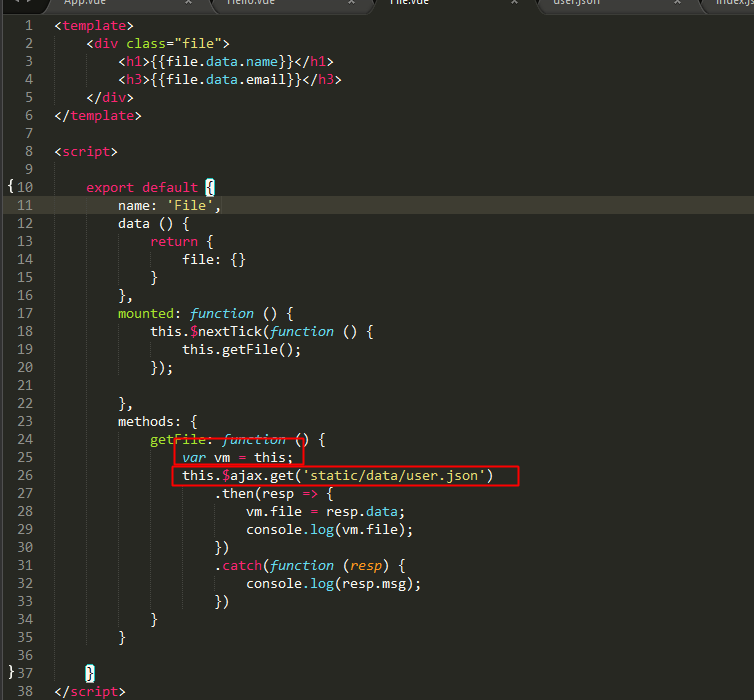 App.vue × Hello.vue × File.vue × user.json × index.js
1 <template>
2 <div class="file">
3 <h1>{{file.data.name}}</h1>
4 <h3>{{file.data.email}}</h3>
5 </div>
6 </template>
7
8 <script>
9
{10 export default {
11 name: 'File',
12 data () {
13 return {
14 file: {}
15 }
16 },
17 mounted: function () {
18 this.$nextTick(function () {
19 this.getFile();
20 });
21
22 },
23 methods: {
24 getFile: function () {
25 var vm = this;
26 this.$ajax.get('static/data/user.json')
27 .then(resp => {
28 vm.file = resp.data;
29 console.log(vm.file);
30 })
31 .catch(function (resp) {
32 console.log(resp.msg);
33 })
34 }
35 }
36
}37 }
38 </script>